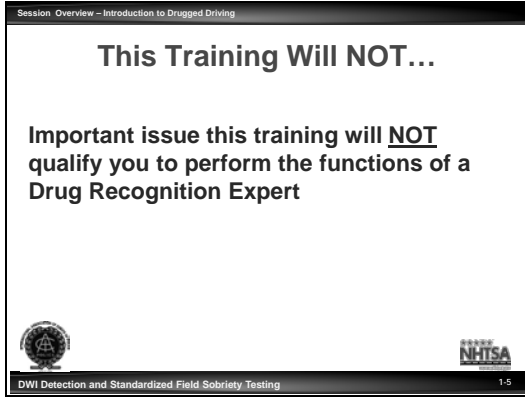 Session Overview – Introduction to Drugged Driving
This Training Will NOT…
Important issue this training will NOT
qualify you to perform the functions of a
Drug Recognition Expert
NHTSA
DWI Detection and Standardized Field Sobriety Testing
1-5